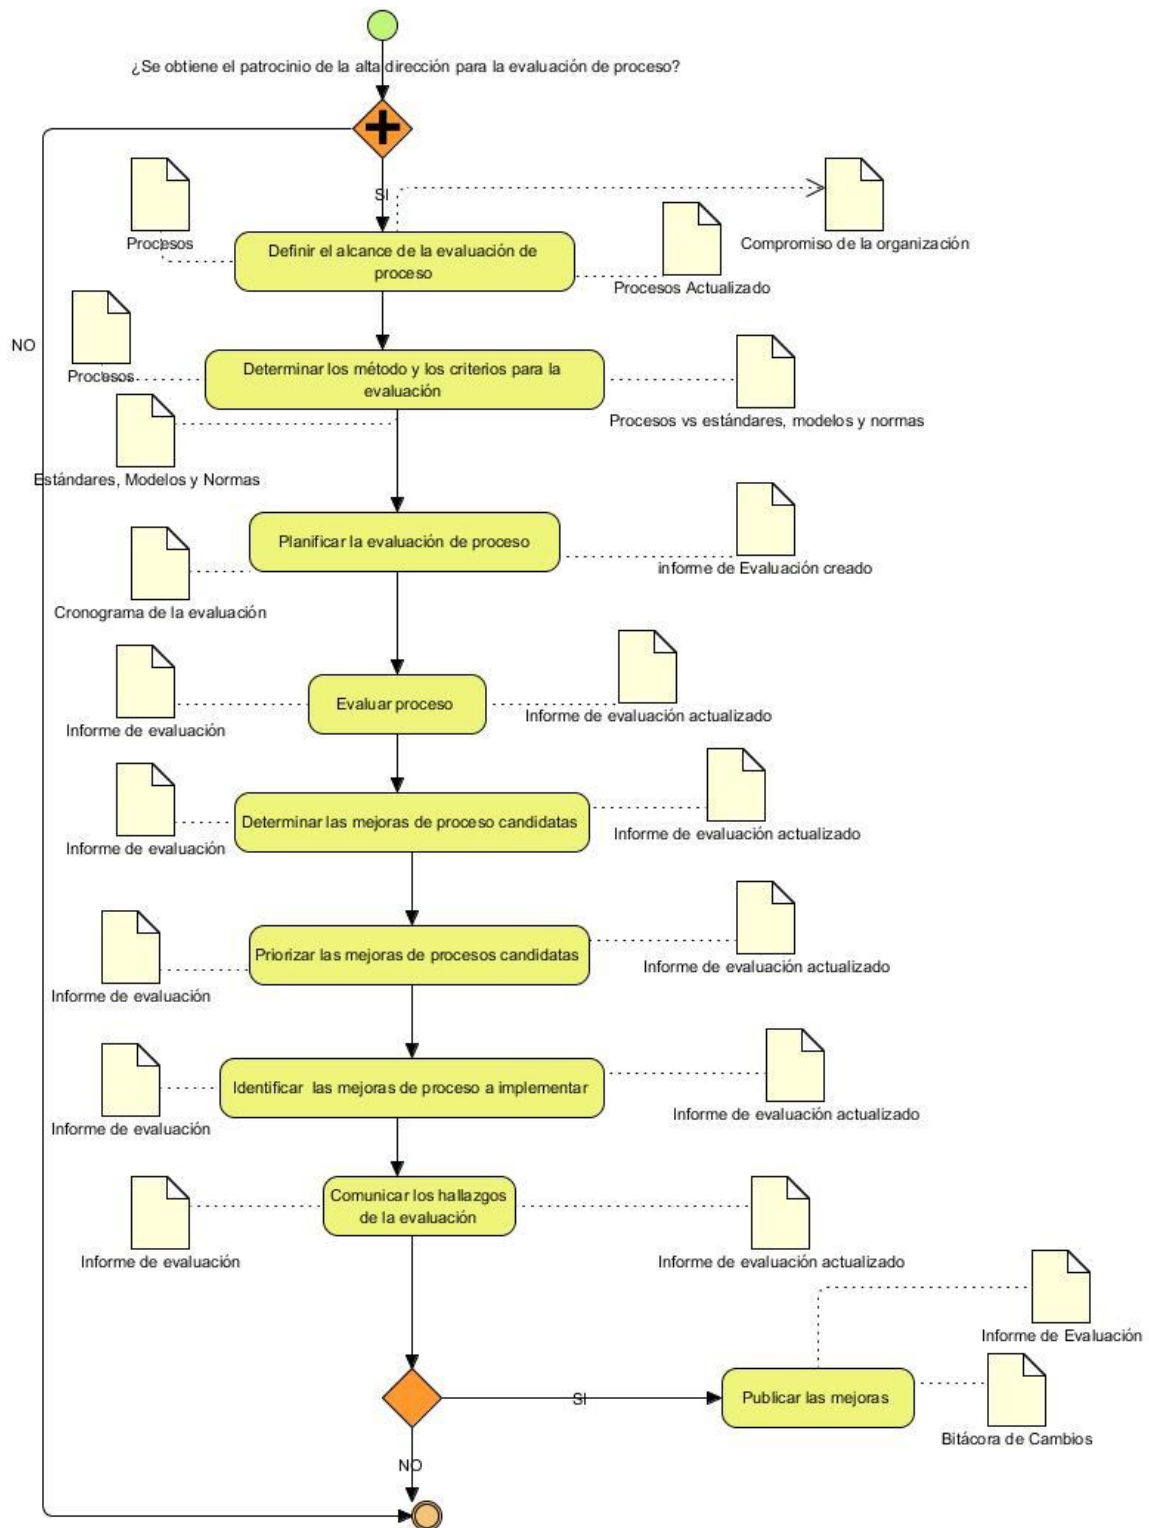 ¿Se obtiene el patrocinio de la alta dirección para la evaluación de proceso?
SI
Procesos
Compromiso de la organización
Definir el alcance de la evaluación de
proceso
Procesos Actualizado
NO
Determinar los método y los criterios para la
evaluación
Procesos
Procesos vs estándares, modelos y normas
Estándares, Modelos y Normas
Planificar la evaluación de proceso
informe de Evaluación creado
Cronograma de la evaluación
Evaluar proceso
Informe de evaluación actualizado
Informe de evaluación
Determinar las mejoras de proceso candidatas
Informe de evaluación actualizado
Informe de evaluación
Priorizar las mejoras de procesos candidatas
Informe de evaluación actualizado
Informe de evaluación
Identificar las mejoras de proceso a implementar
Informe de evaluación actualizado
Informe de evaluación
Comunicar los hallazgos
de la evaluación
Informe de evaluación
Informe de evaluación actualizado
Informe de Evaluación
SI
Publicar las mejoras
Bitácora de Cambios
NO